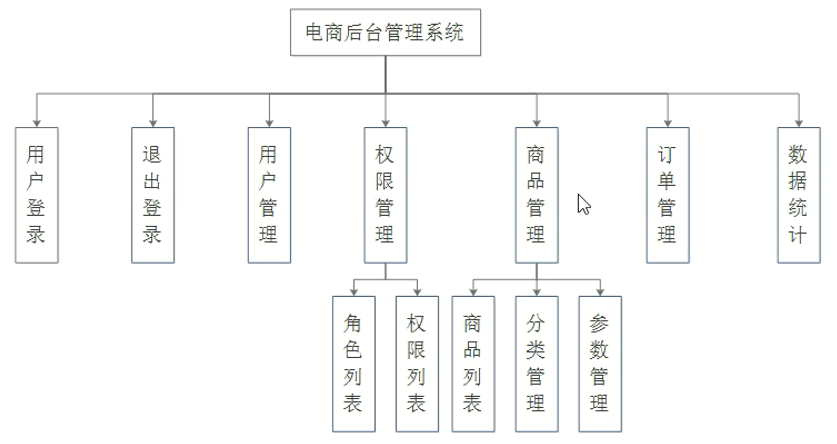 电商后台管理系统
用户登录
退出登录
用户管理
权限管理
商品管理
订单管理
数据统计
角色列表
权限列表
商品列表
分类管理
参数管理